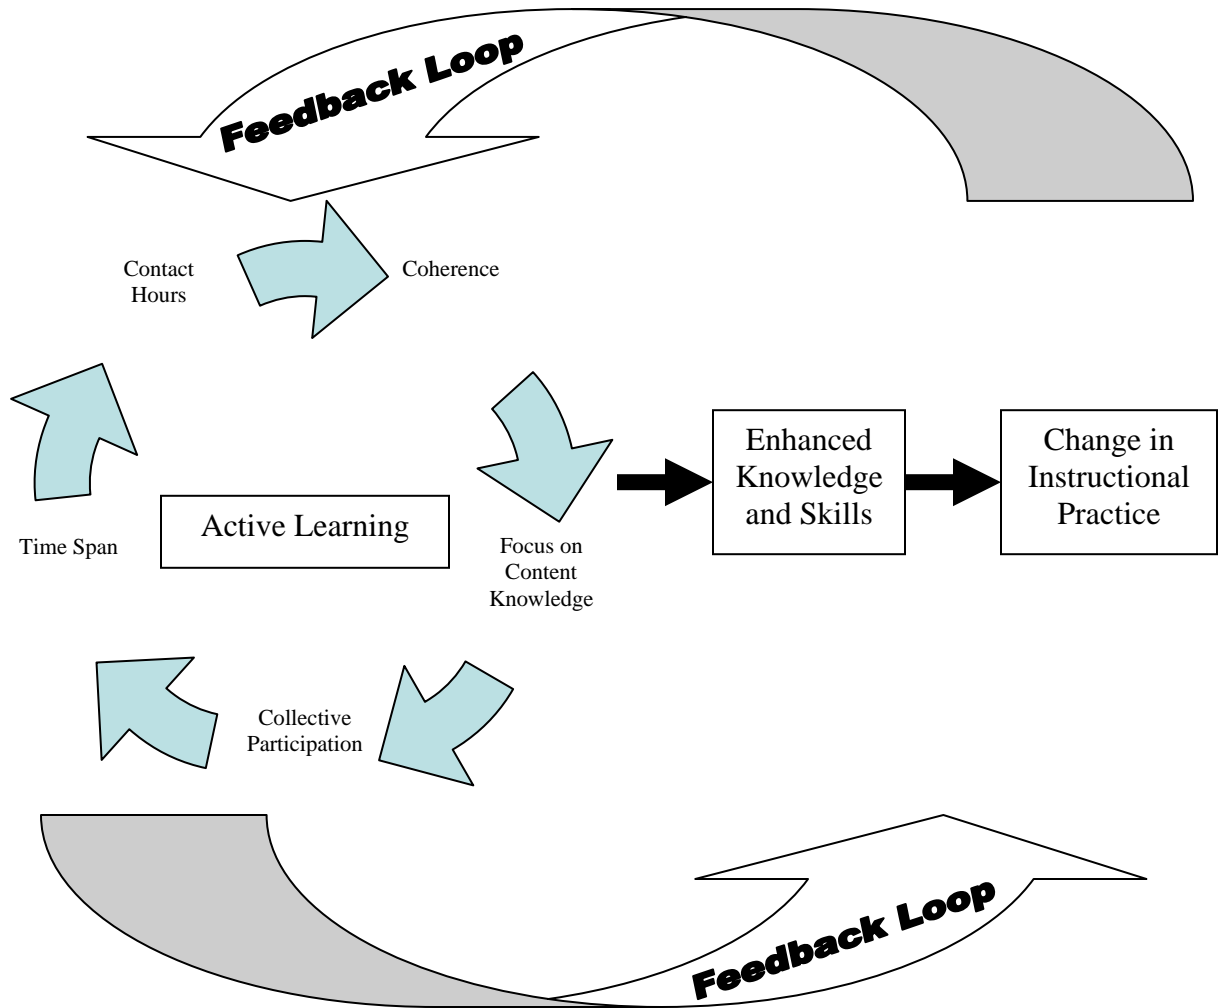 Feedback Loop
Contact
Hours
Coherence
Enhanced
Knowledge
and Skills
Change in
Instructional
Practice
Active Learning
Time Span
Focus on
Content
Knowledge
Collective
Participation
Feedback Loop